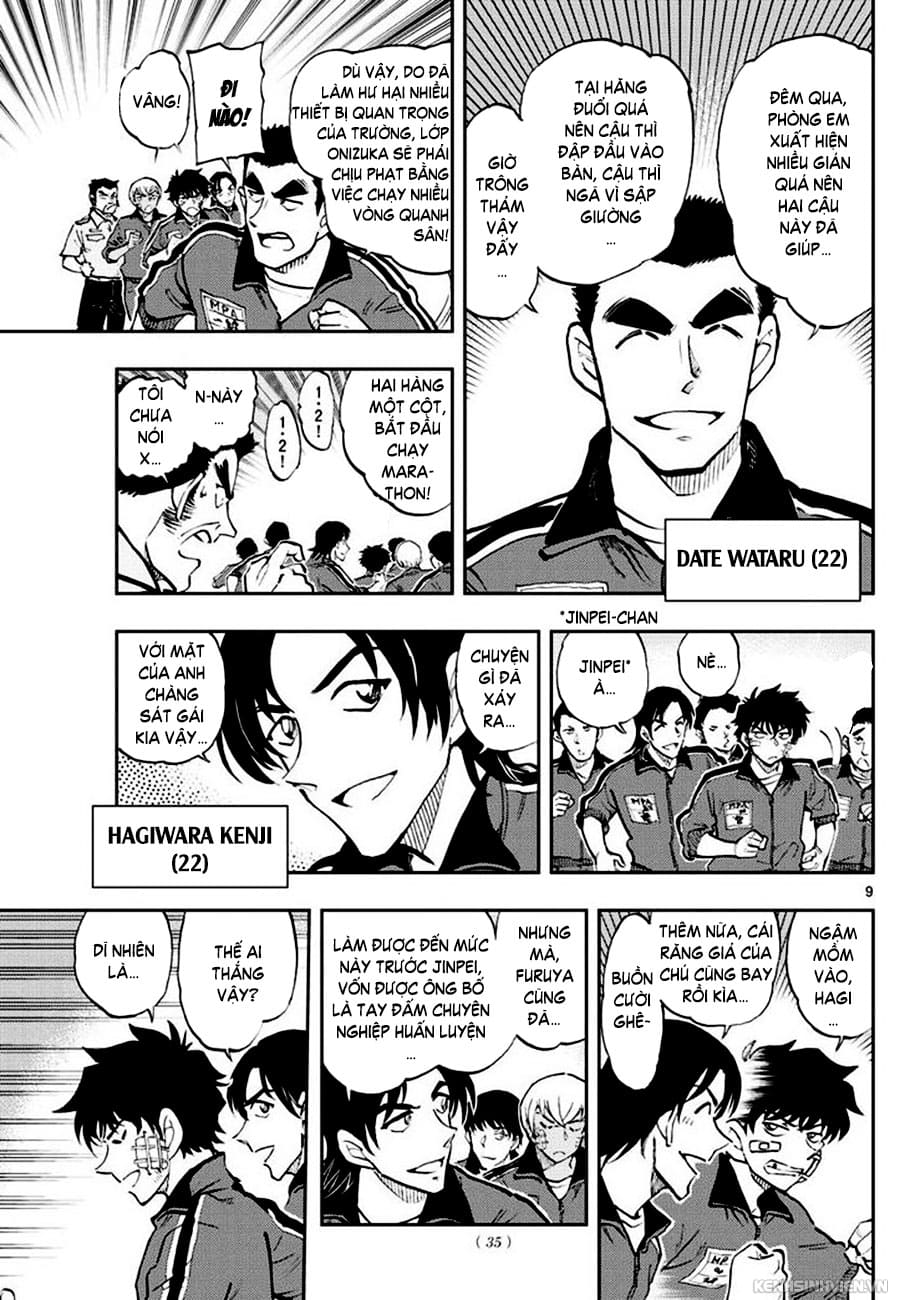 ĐÊM QUA,
PHÒNG EM
XUẤT HIỆN
NHIỀU GIÁN
QUÁ NÊN
HAI CẬU
NÀY ĐÃ
GIÚP...
TẠI HĂNG
ĐUỔI QUÁ
NÊN CẬU THÌ
ĐẬP ĐẦU VÀO
BÀN, CẬU THÌ
NGÃ VÌ SẬP
GIƯỜNG
...
GIỜ
TRÔNG
THẢM
VẬY ĐẤY
...
DATE WATARU (22)
DÙ VẬY, DO ĐÃ
LÀM HƯ HẠI NHIỀU
THIẾT BỊ QUAN TRỌNG
CỦA TRƯỜNG, LỚP
ONIZUKA SẼ PHẢI
CHỊU PHẠT BẰNG
VIỆC CHẠY NHIỀU
VÒNG QUANH
SÂN!
ĐI
NÀO!
VÂNG!
M.P.A
HAI HÀNG
MỘT CỘT,
BẮT ĐẦU
CHẠY
MARA-
THON!
1.2!
1.2!
N-NÀY
...
TÔI
CHƯA
NÓI
X...
*JINPEI-CHAN
NÈ...
JINPEI*
À...
MPA
MPA
CHUYỆN
GÌ ĐÃ
XẢY
RA...
VỚI MẶT
CỦA ANH
CHÀNG
SÁT GÁI
KIA VẬY...
HAGIWARA KENJI
(22)
9
NGẬM
MỒM
VÀO,
HAGI
THÊM NỮA, CÁI
RĂNG GIẢ CỦA
CHÚ CŨNG BAY
RỒI KÌA...
BUỒN
CƯỜI
GHÊ-
NHƯNG
MÀ,
FURUYA
CŨNG
ĐÃ...
LÀM ĐƯỢC ĐẾN MỨC
NÀY TRƯỚC JINPEI,
VỐN ĐƯỢC ÔNG BỐ
LÀ TAY ĐẤM CHUYÊN
NGHIỆP HUẤN LUYỆN
...
THẾ AI
THẮNG
VẬY?
DĨ NHIÊN
LÀ...
( 35 )
KENHSINHVIEN.VN